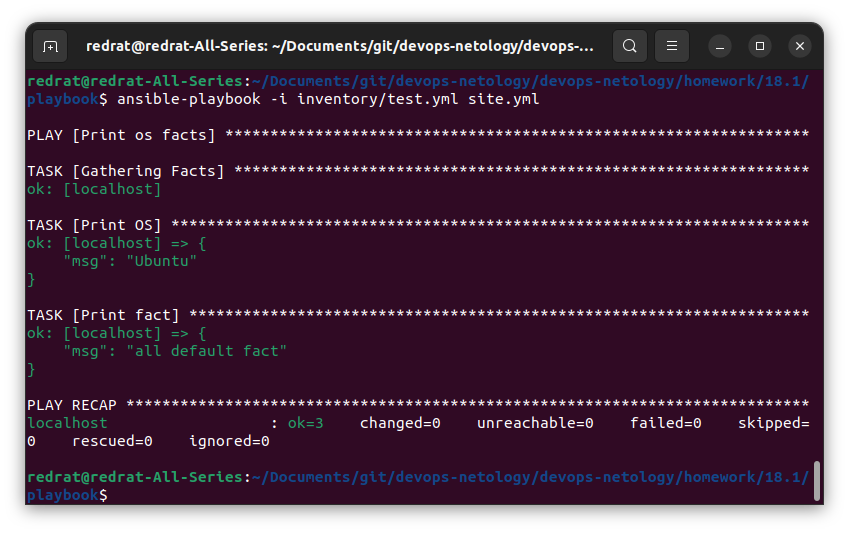 redrat@redrat-All-Series: ~/Documents/git/devops-netology/devops-...
redrat@redrat-All-Series:~/Documents/git/devops-netology/devops-netology/homework/18.1/
playbook$ ansible-playbook -i inventory/test.yml site.yml
PLAY [Print os facts] *****************************************************************
TASK [Gathering Facts] ****************************************************************
ok: [localhost]
TASK [Print OS] ***********************************************************************
ok: [localhost] => {
    "msg": "Ubuntu"
}
TASK [Print fact] *********************************************************************
ok: [localhost] => {
    "msg": "all default fact"
}
PLAY RECAP ****************************************************************************
localhost                  : ok=3    changed=0    unreachable=0    failed=0    skipped=
0    rescued=0    ignored=0
redrat@redrat-All-Series:~/Documents/git/devops-netology/devops-netology/homework/18.1/
playbook$